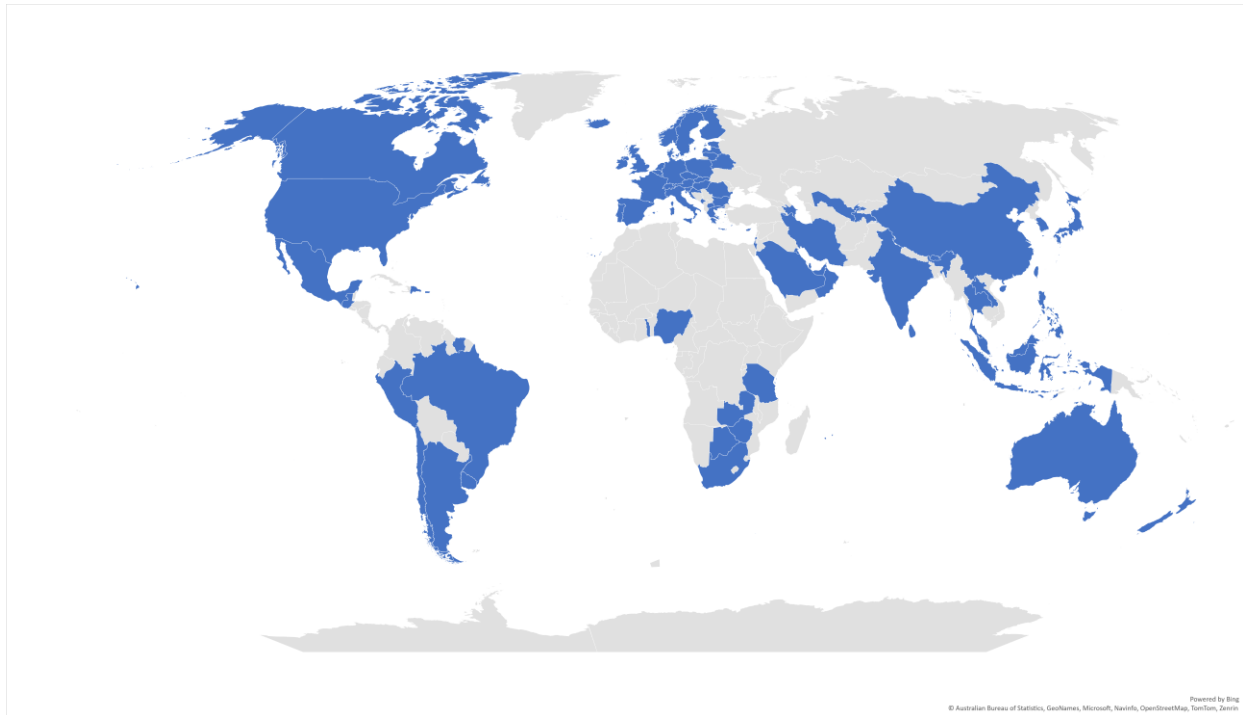 Powered by Bing
© Australian Bureau of Statistics, GeoNames, Microsoft, Navinfo, OpenStreetMap, TomTom, Zenrin